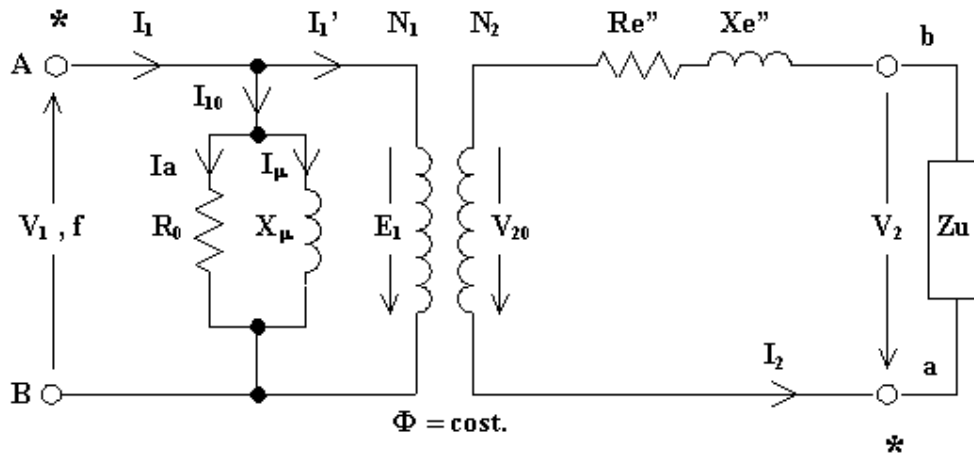 * I₁ I₁’ N₁ N₂ Re” Xe” b
A
I₁₀
Ia Iμ.
V₁ , f R₀ Xμ. E₁ V₂₀ V₂ Zu
I₂ a
B
Φ = cost.
*